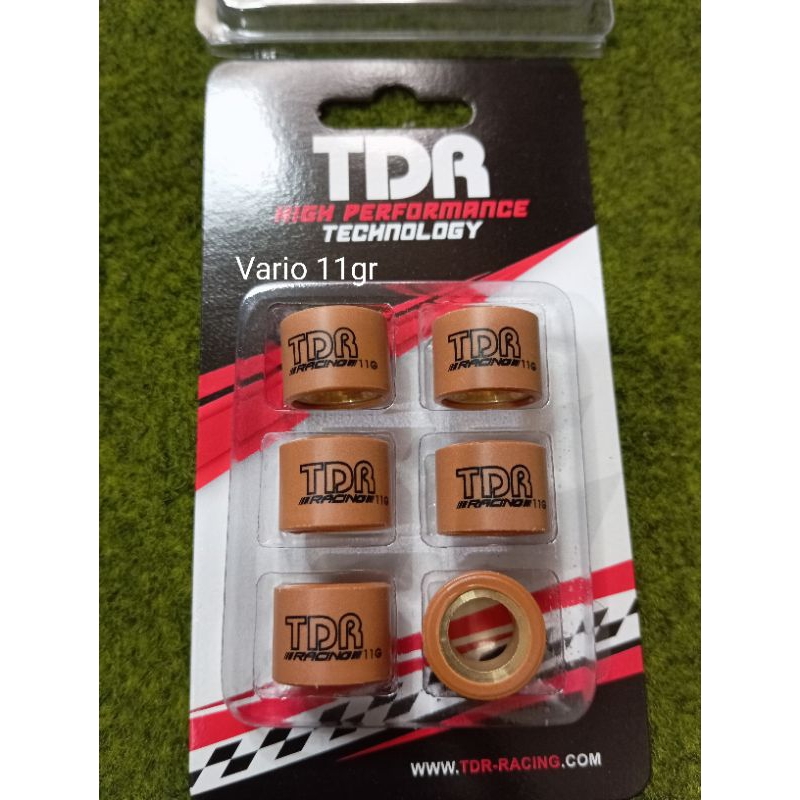 TDR
HIGH PERFORMANCE
TECHNOLOGY
Vario 11gr
TDR
RACING 11G
TDR
RACING 11G
TDR
RACING 11G
TDR
RACING 11G
TDR
RACING 11G
WWW.TDR-RACING.COM